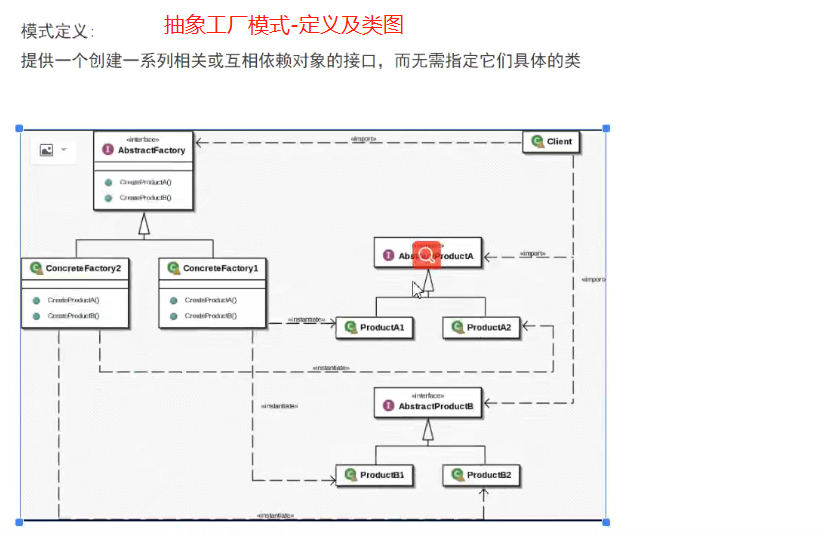 模式定义:
抽象工厂模式-定义及类图
提供一个创建一系列相关或互相依赖对象的接口，而无需指定它们具体的类
«interface»
AbstractFactory
CreateProductA()
CreateProductB()
«import»
Client
ConcreteFactory2
CreateProductA()
CreateProductB()
ConcreteFactory1
CreateProductA()
CreateProductB()
«import»
«import»
«instantiate»
ProductA1
ProductA2
«instantiate»
«instantiate»
«interface»
AbstractProductB
ProductB1
ProductB2
«instantiate»